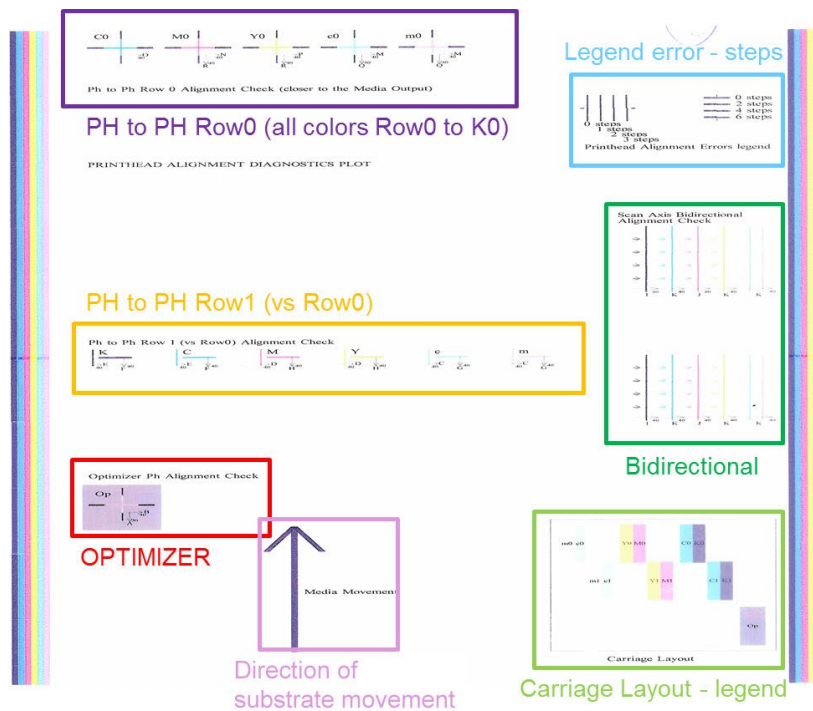 C0 M0 Y0 c0 m0
Ph to Ph Row 0 Alignment Check (closer to the Media Output)
PH to PH Row0 (all colors Row0 to K0)
PRINTHEAD ALIGNMENT DIAGNOSTICS PLOT
Legend error - steps
0 steps
2 steps
4 steps
6 steps
0 steps
1 steps
2 steps
3 steps
Printhead Alignment Errors legend
Scan Axis Bidirectional
Alignment Check
Bidirectional
PH to PH Row1 (vs Row0)
Ph to Ph Row 1 (vs Row0) Alignment Check
K C M Y c m
Optimizer Ph Alignment Check
Op
OPTIMIZER
Media Movement
Direction of
substrate movement
m0 c0 Y0 M0 C0 K0
m1 c1 Y1 M1 C1 K1
Op
Carriage Layout
Carriage Layout - legend